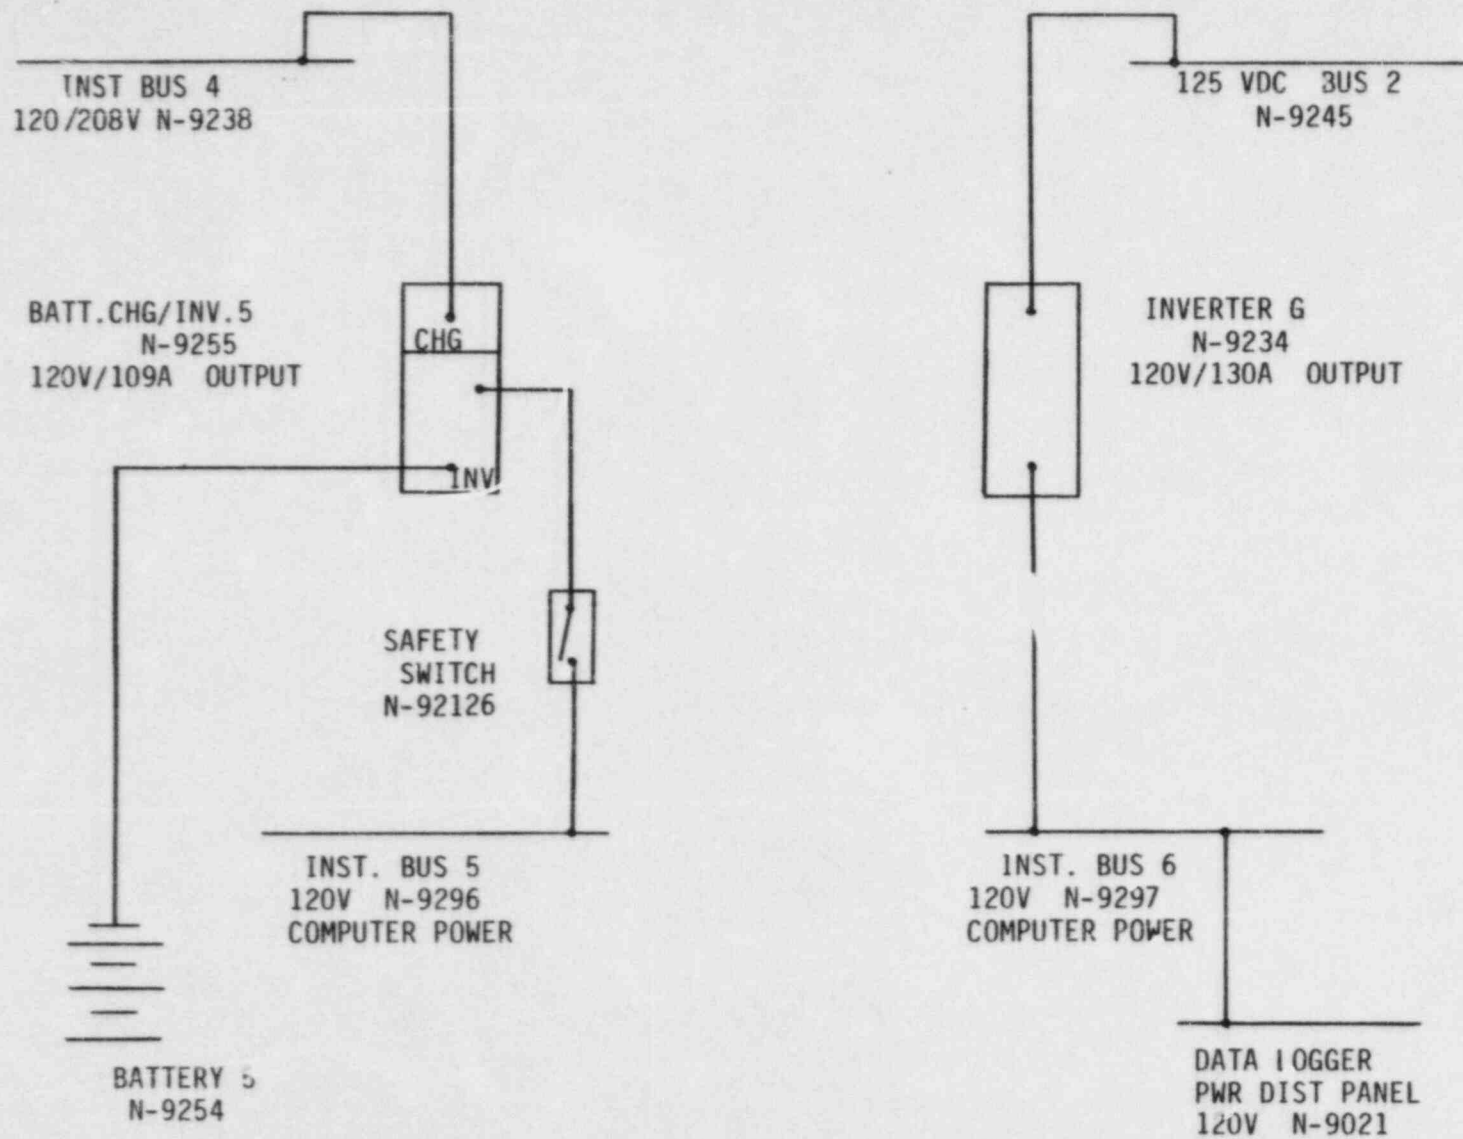 INST BUS 4
120/208V N-9238
125 VDC BUS 2
N-9245
BATT.CHG/INV.5
N-9255
120V/109A OUTPUT
CHG
INV
INVERTER G
N-9234
120V/130A OUTPUT
SAFETY
SWITCH
N-92126
INST. BUS 5
120V N-9296
COMPUTER POWER
INST. BUS 6
120V N-9297
COMPUTER POWER
BATTERY 5
N-9254
DATA LOGGER
PWR DIST PANEL
120V N-9021